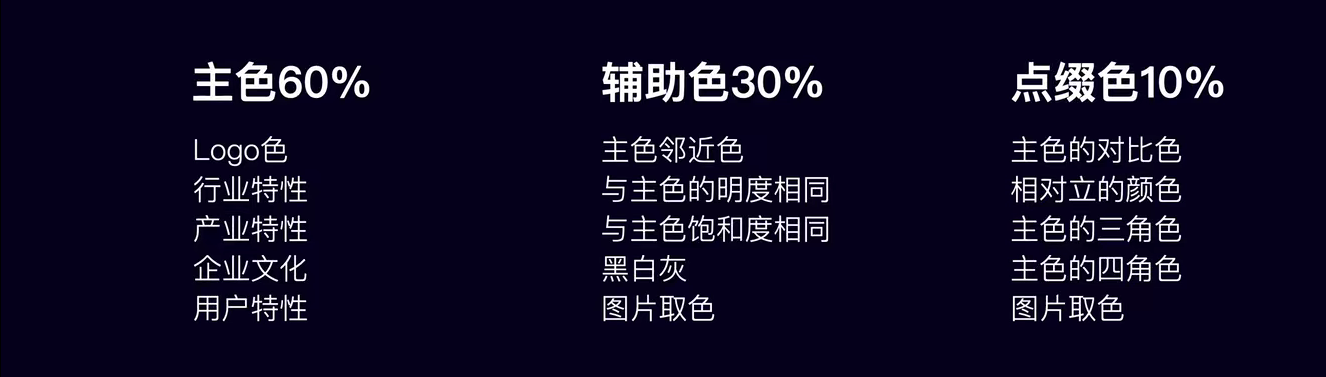 主色60%
Logo色
行业特性
产业特性
企业文化
用户特性
辅助色30%
主色邻近色
与主色的明度相同
与主色饱和度相同
黑白灰
图片取色
点缀色10%
主色的对比色
相对立的颜色
主色的三角色
主色的四角色
图片取色